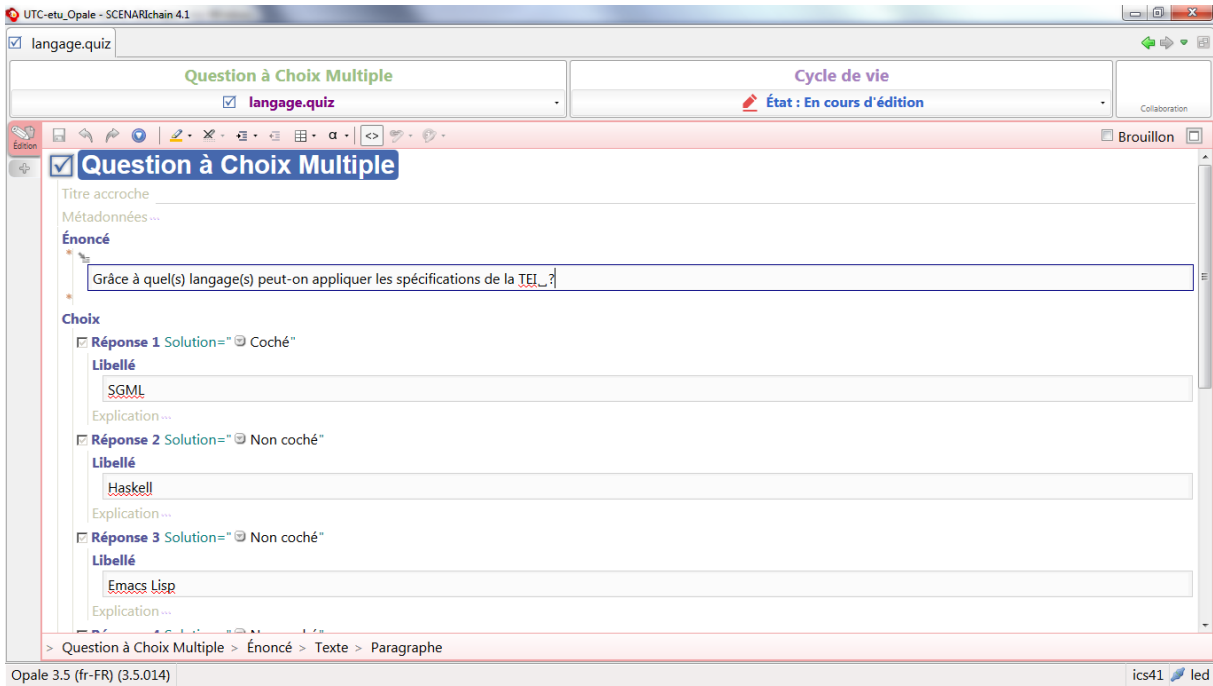 UTC-etu_Opale - SCENARIchain 4.1
langage.quiz
Question à Choix Multiple
Cycle de vie
langage.quiz
État : En cours d'édition
Collaboration
Édition
α
<>
Brouillon
Question à Choix Multiple
Titre accroche
Métadonnées ...
Énoncé
*
Grâce à quel(s) langage(s) peut-on appliquer les spécifications de la TEI ?
*
Choix
Réponse 1 Solution=" Coché"
Libellé
SGML
Explication ...
Réponse 2 Solution=" Non coché"
Libellé
Haskell
Explication ...
Réponse 3 Solution=" Non coché"
Libellé
Emacs Lisp
Explication ...
> Question à Choix Multiple > Énoncé > Texte > Paragraphe
Opale 3.5 (fr-FR) (3.5.014)
ics41 led